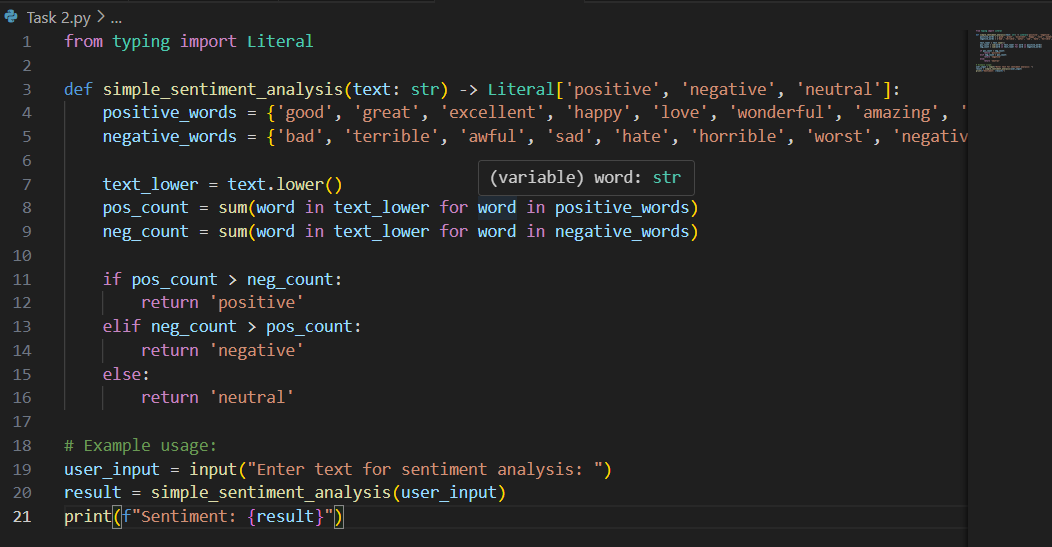 Task 2.py > ...
1 from typing import Literal
2
3 def simple_sentiment_analysis(text: str) -> Literal['positive', 'negative', 'neutral']:
4     positive_words = {'good', 'great', 'excellent', 'happy', 'love', 'wonderful', 'amazing', '
5     negative_words = {'bad', 'terrible', 'awful', 'sad', 'hate', 'horrible', 'worst', 'negativ
6
(variable) word: str
7     text_lower = text.lower()
8     pos_count = sum(word in text_lower for word in positive_words)
9     neg_count = sum(word in text_lower for word in negative_words)
10
11     if pos_count > neg_count:
12         return 'positive'
13     elif neg_count > pos_count:
14         return 'negative'
15     else:
16         return 'neutral'
17
18 # Example usage:
19 user_input = input("Enter text for sentiment analysis: ")
20 result = simple_sentiment_analysis(user_input)
21 print(f"Sentiment: {result}")